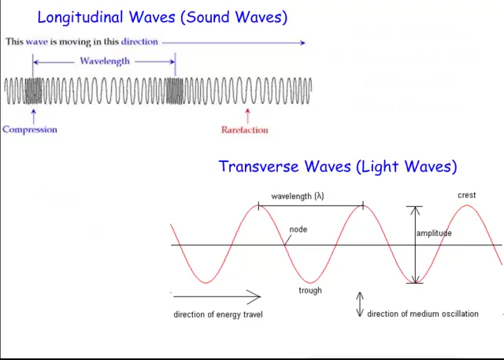 Longitudinal Waves (Sound Waves)
This wave is moving in this direction
Wavelength
Compression
Rarefaction
Transverse Waves (Light Waves)
wavelength (λ)
crest
node
amplitude
trough
direction of energy travel
direction of medium oscillation